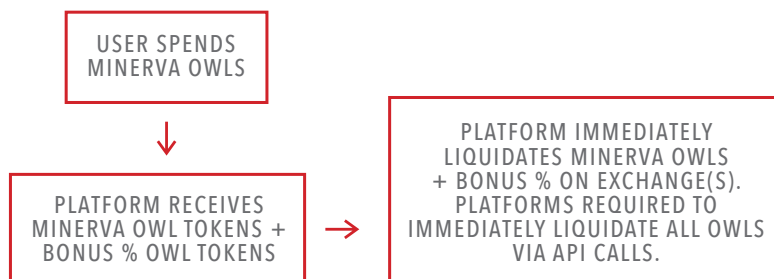 USER SPENDS
MINERVA OWLS
PLATFORM RECEIVES
MINERVA OWL TOKENS +
BONUS % OWL TOKENS
PLATFORM IMMEDIATELY
LIQUIDATES MINERVA OWLS
+ BONUS % ON EXCHANGE(S).
PLATFORMS REQUIRED TO
IMMEDIATELY LIQUIDATE ALL OWLS
VIA API CALLS.